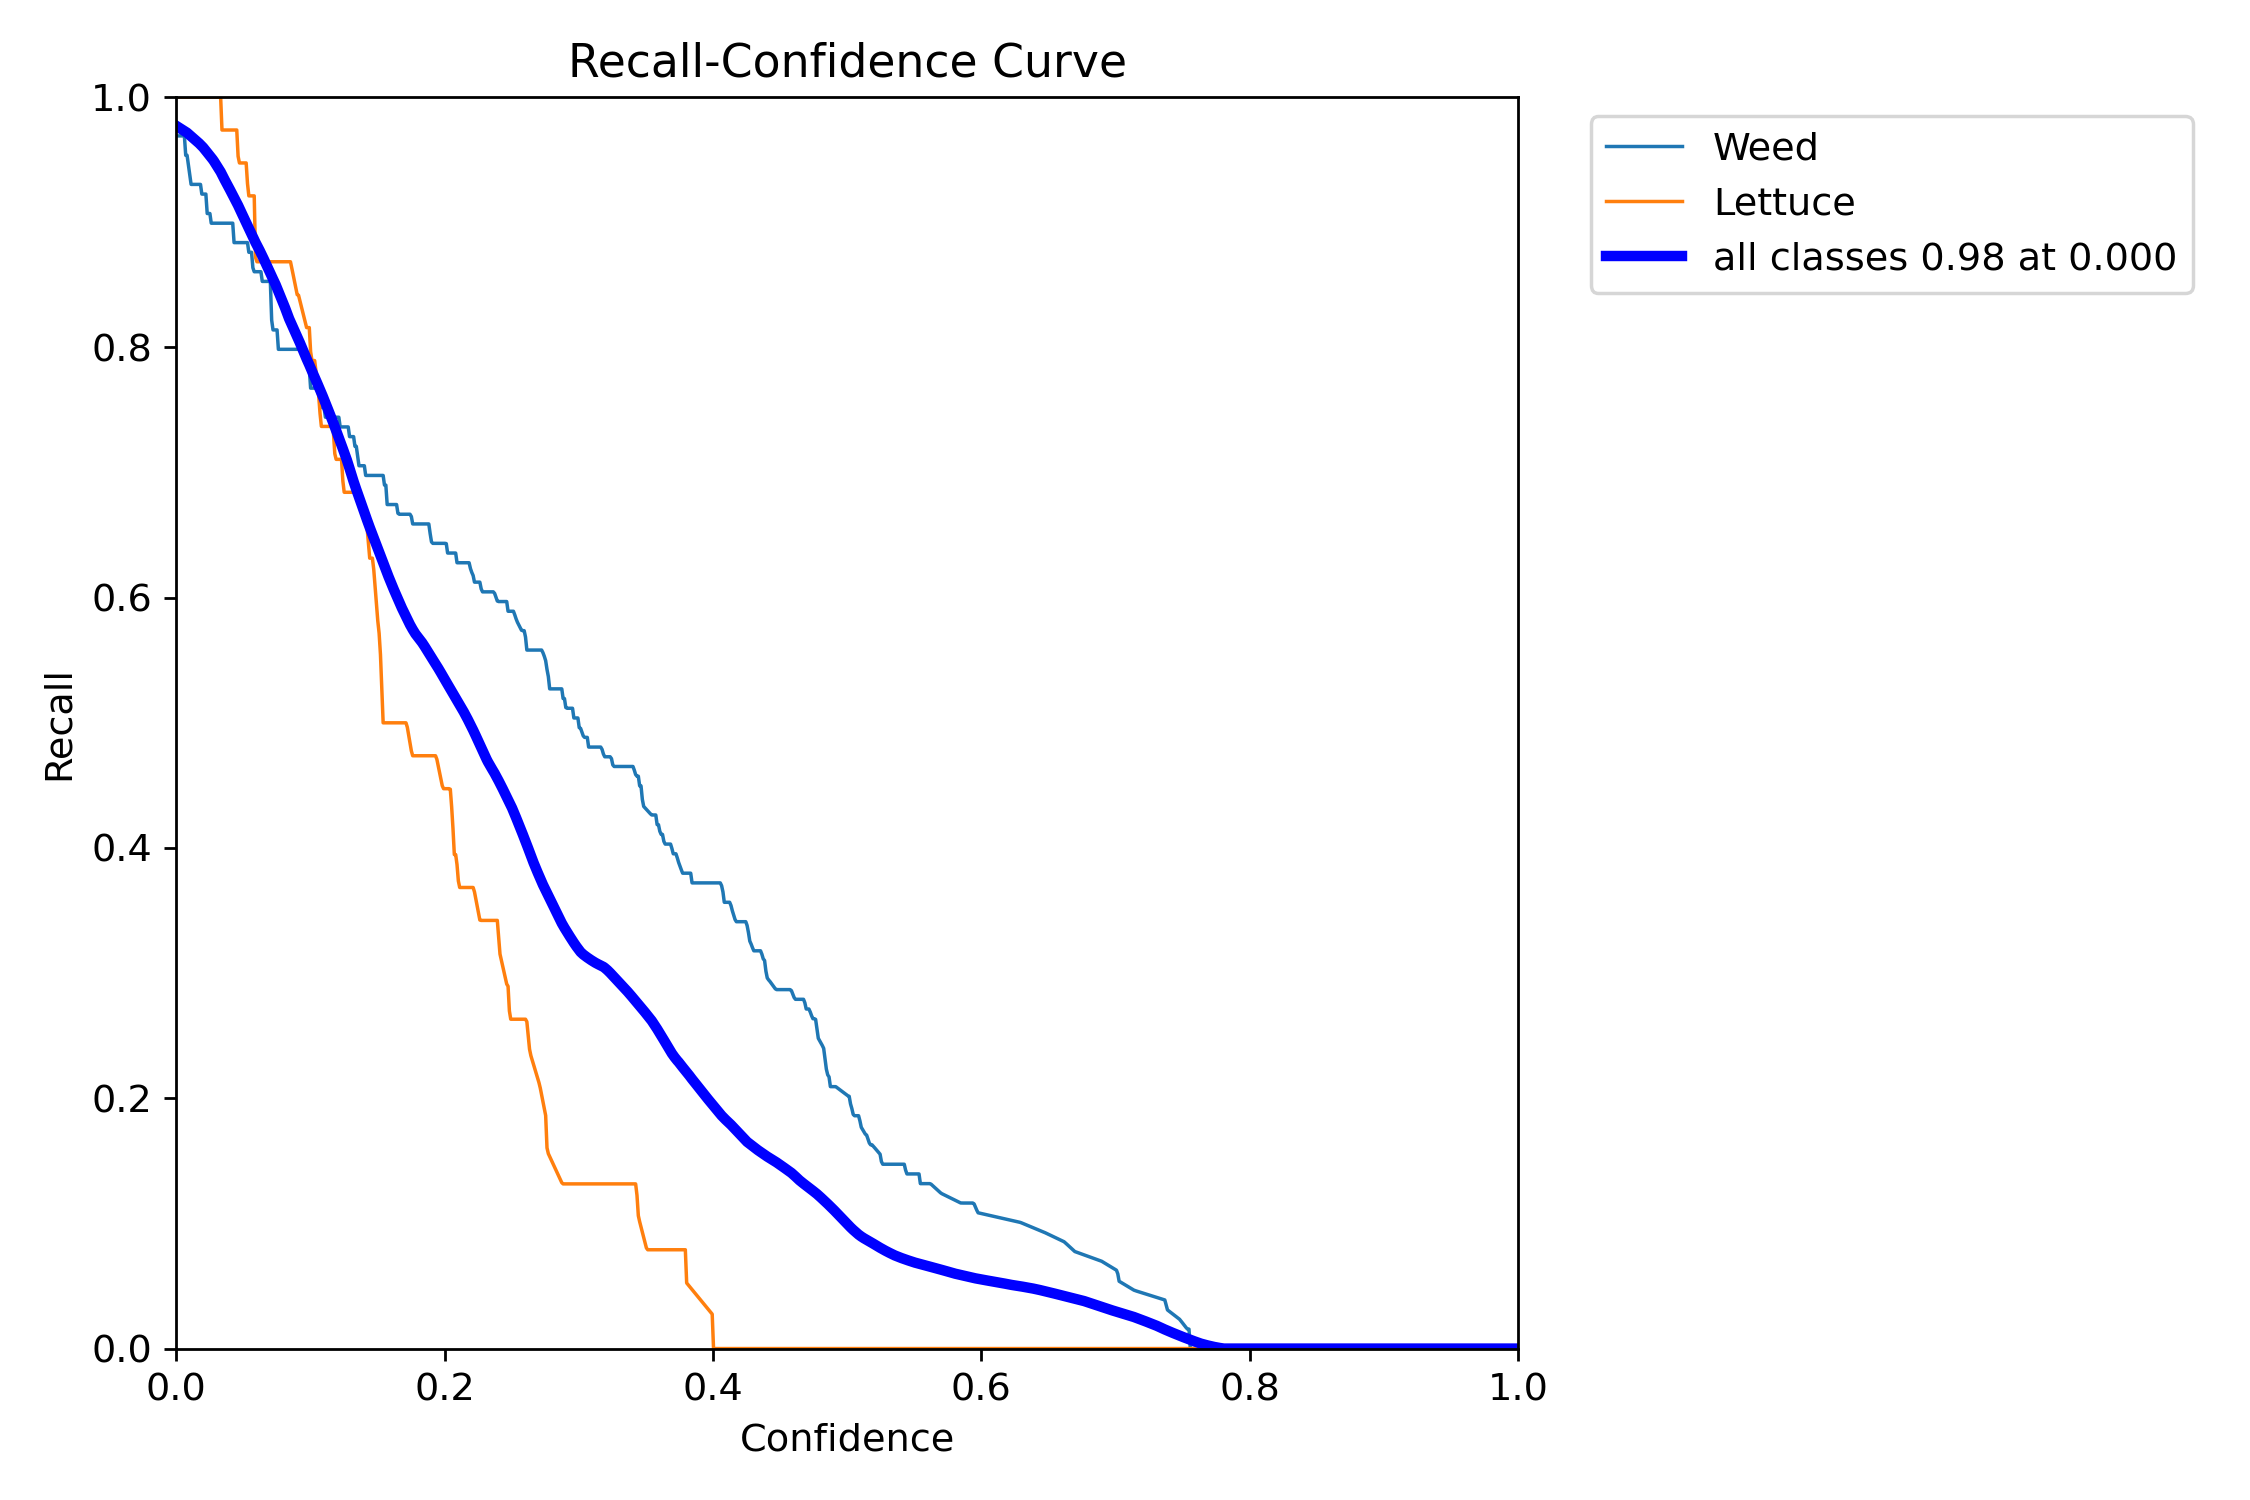 Recall-Confidence Curve
1.0
0.8
0.6
0.4
0.2
0.0
Recall
0.0 0.2 0.4 0.6 0.8 1.0
Confidence
Weed
Lettuce
all classes 0.98 at 0.000